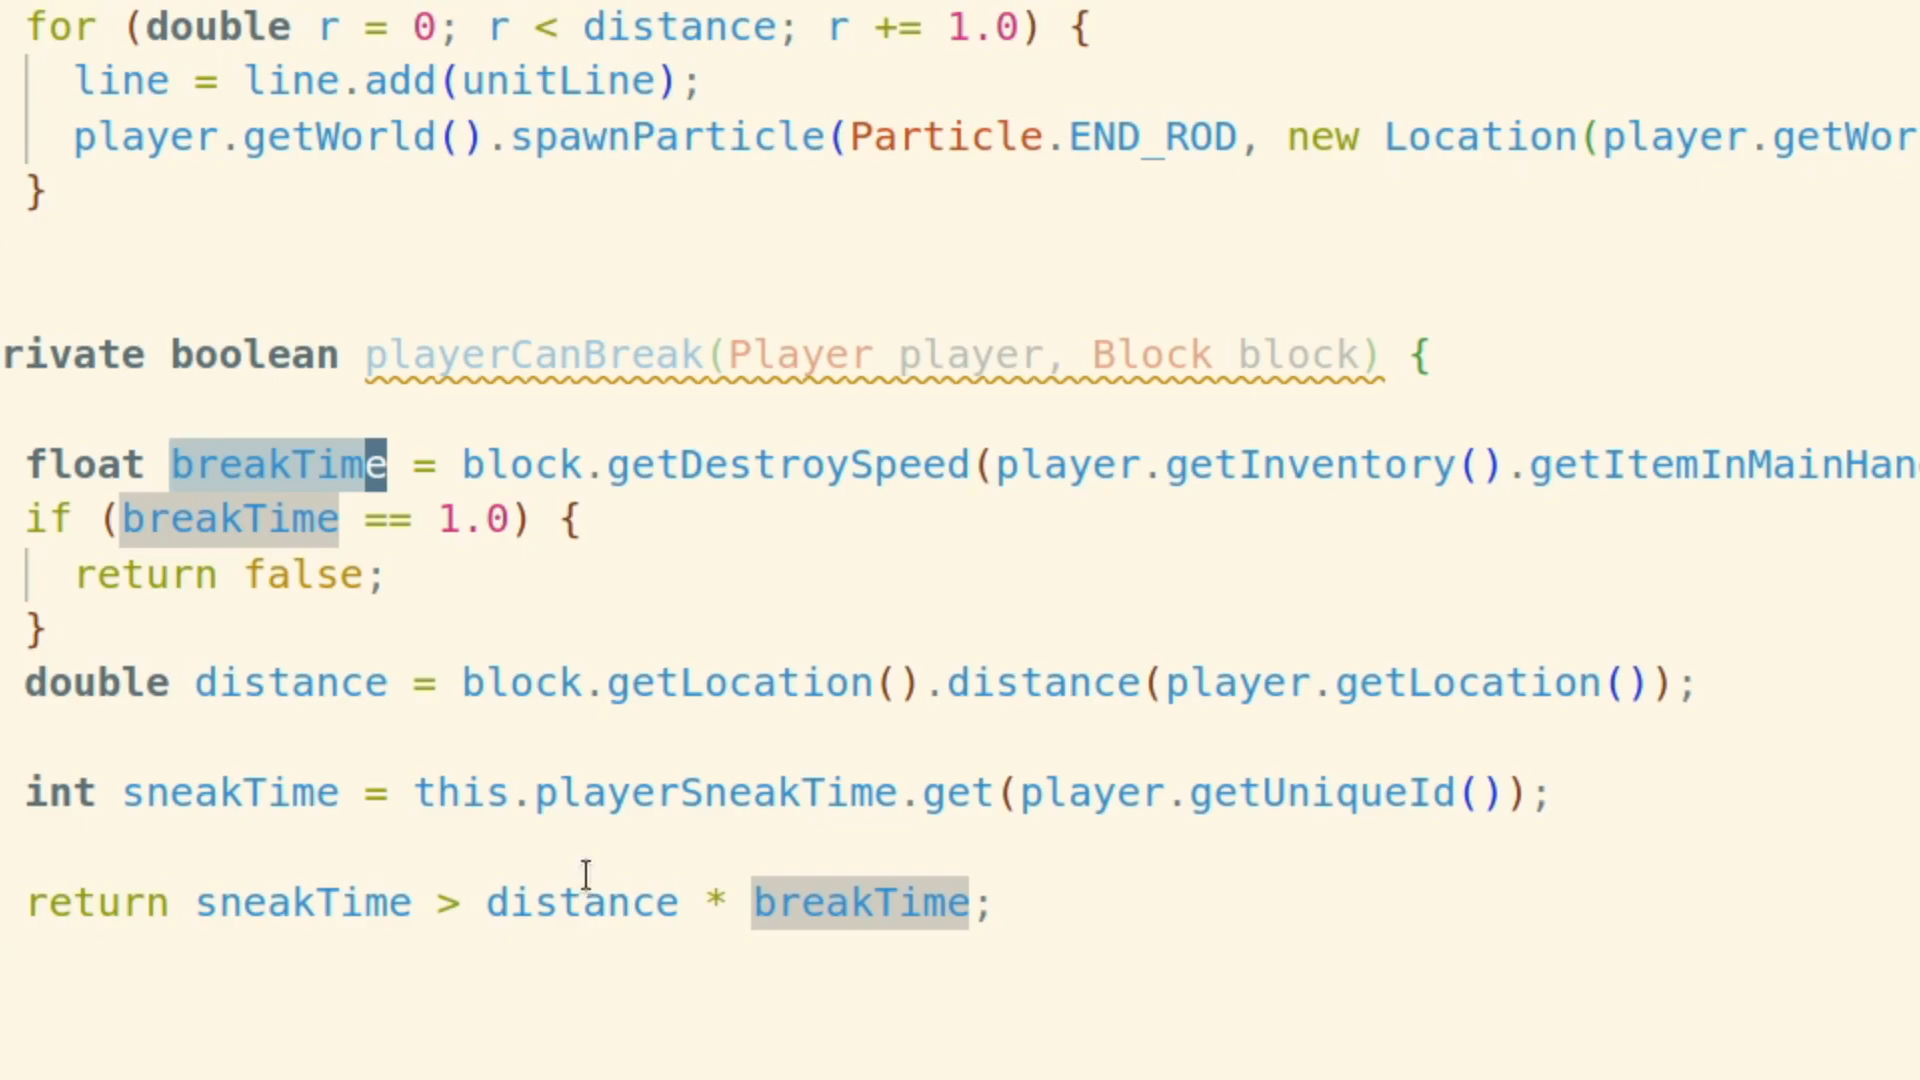 for (double r = 0; r < distance; r += 1.0) {
line = line.add(unitLine);
player.getWorld().spawnParticle(Particle.END_ROD, new Location(player.getWor
}
rivate boolean playerCanBreak(Player player, Block block) {
float breakTime = block.getDestroySpeed(player.getInventory().getItemInMainHan
if (breakTime == 1.0) {
return false;
}
double distance = block.getLocation().distance(player.getLocation());
int sneakTime = this.playerSneakTime.get(player.getUniqueId());
return sneakTime > distance * breakTime;